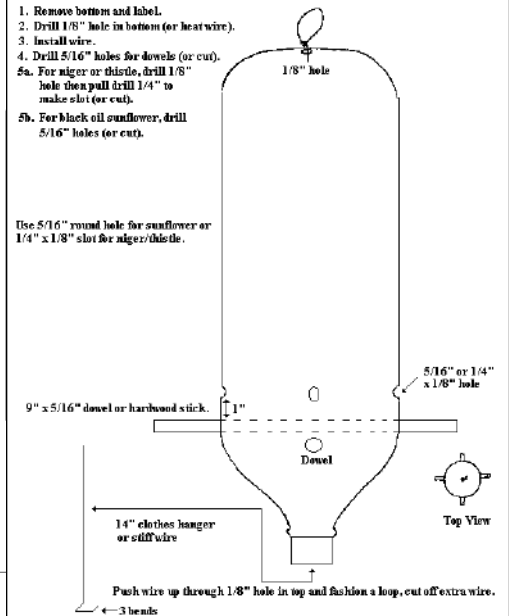 1. Remove bottom and label.
2. Drill 1/8" hole in bottom (or heat wire).
3. Install wire.
4. Drill 5/16" holes for dowels (or cut).
5a. For niger or thistle, drill 1/8"
hole then pull drill 1/4" to
make slot (or cut).
5b. For black oil sunflower, drill
5/16" holes (or cut).
1/8" hole
Use 5/16" round hole for sunflower or
1/4" x 1/8" slot for niger/thistle.
5/16" or 1/4"
x 1/8" hole
9" x 5/16" dowel or hardwood stick.
1"
Dowel
Top View
14" clothes hanger
or stiff wire
Push wire up through 1/8" hole in top and fashion a loop, cut off extra wire.
3 bends